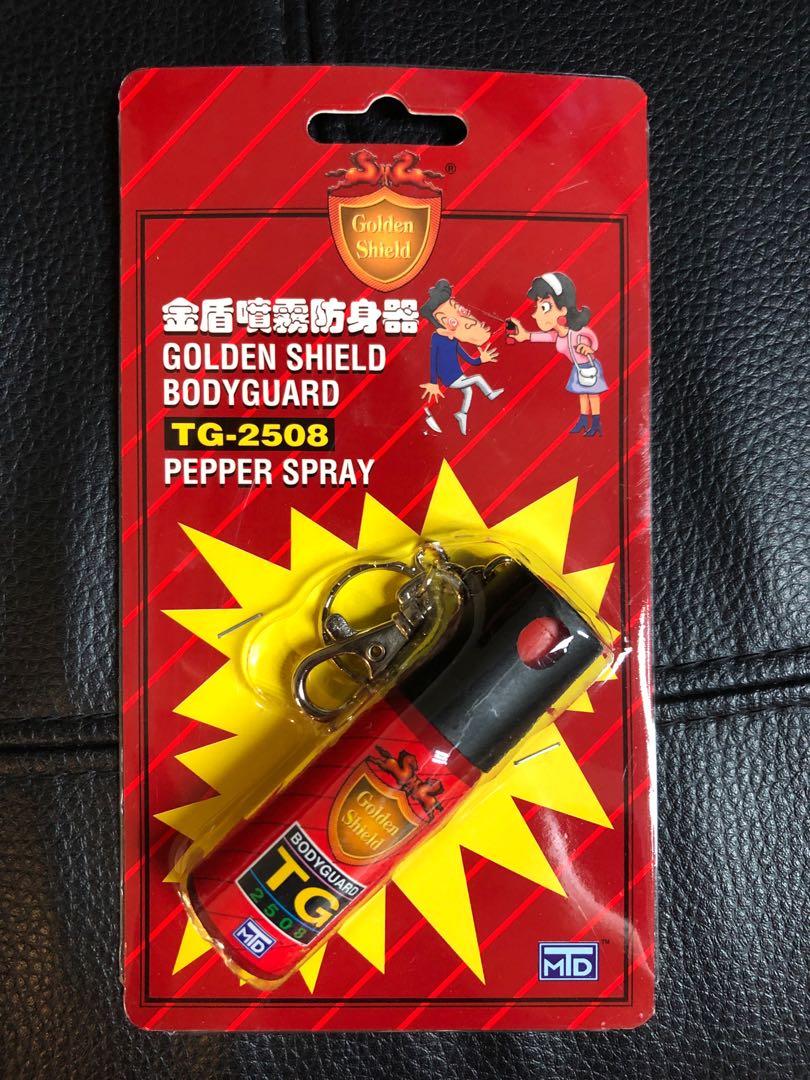 Golden
Shield
®
金盾噴霧防身器
GOLDEN SHIELD
BODYGUARD
TG-2508
PEPPER SPRAY
Golden
Shield
BODYGUARD
TG
2508
MTD
MTD
™